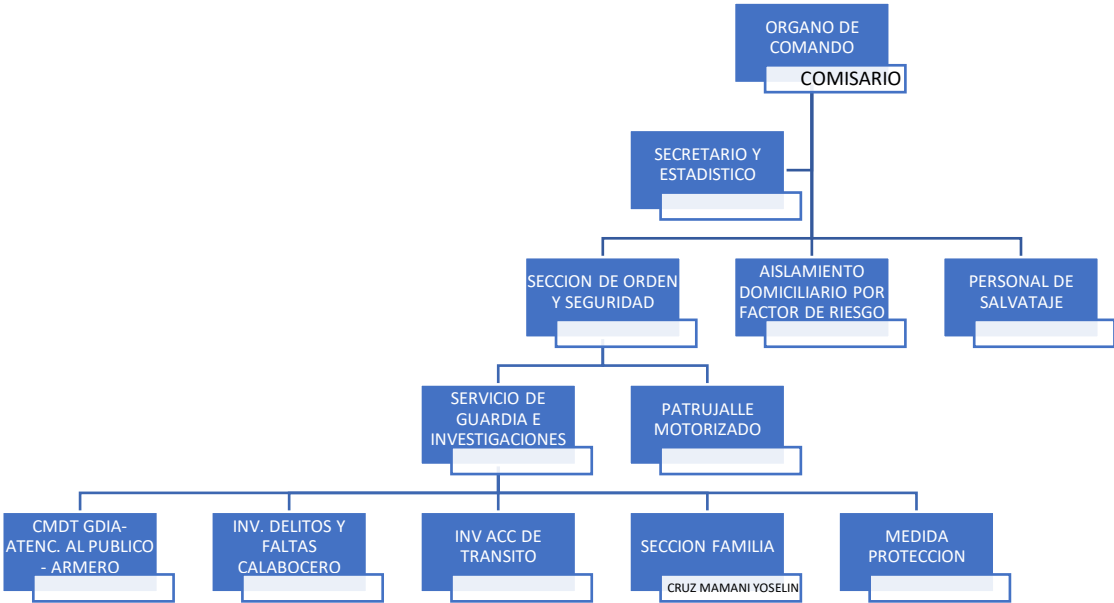 ORGANO DE
COMANDO
COMISARIO
SECRETARIO Y
ESTADISTICO
SECCION DE ORDEN
Y SEGURIDAD
AISLAMIENTO
DOMICILIARIO POR
FACTOR DE RIESGO
PERSONAL DE
SALVATAJE
SERVICIO DE
GUARDIA E
INVESTIGACIONES
PATRUJALLE
MOTORIZADO
CMDT GDIA-
ATENC. AL PUBLICO
- ARMERO
INV. DELITOS Y
FALTAS
CALABOCERO
INV ACC DE
TRANSITO
SECCION FAMILIA
CRUZ MAMANI YOSELIN
MEDIDA
PROTECCION